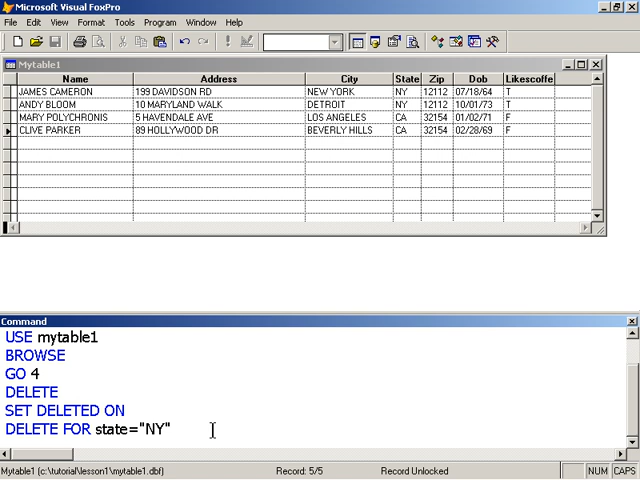 Microsoft Visual FoxPro
File Edit View Format Tools Program Window Help
Mytable1
Name Address City State Zip Dob Likescoffe
JAMES CAMERON 199 DAVIDSON RD NEW YORK NY 12112 07/18/64 T
ANDY BLOOM 10 MARYLAND WALK DETROIT NY 12112 10/01/73 T
MARY POLYCHRONIS 5 HAVENDALE AVE LOS ANGELES CA 32154 01/02/71 F
CLIVE PARKER 89 HOLLYWOOD DR BEVERLY HILLS CA 32154 02/28/69 F
Command
USE mytable1
BROWSE
GO 4
DELETE
SET DELETED ON
DELETE FOR state="NY"
Mytable1 (c:\tutorial\lesson1\mytable1.dbf) Record: 5/5 Record Unlocked NUM CAPS